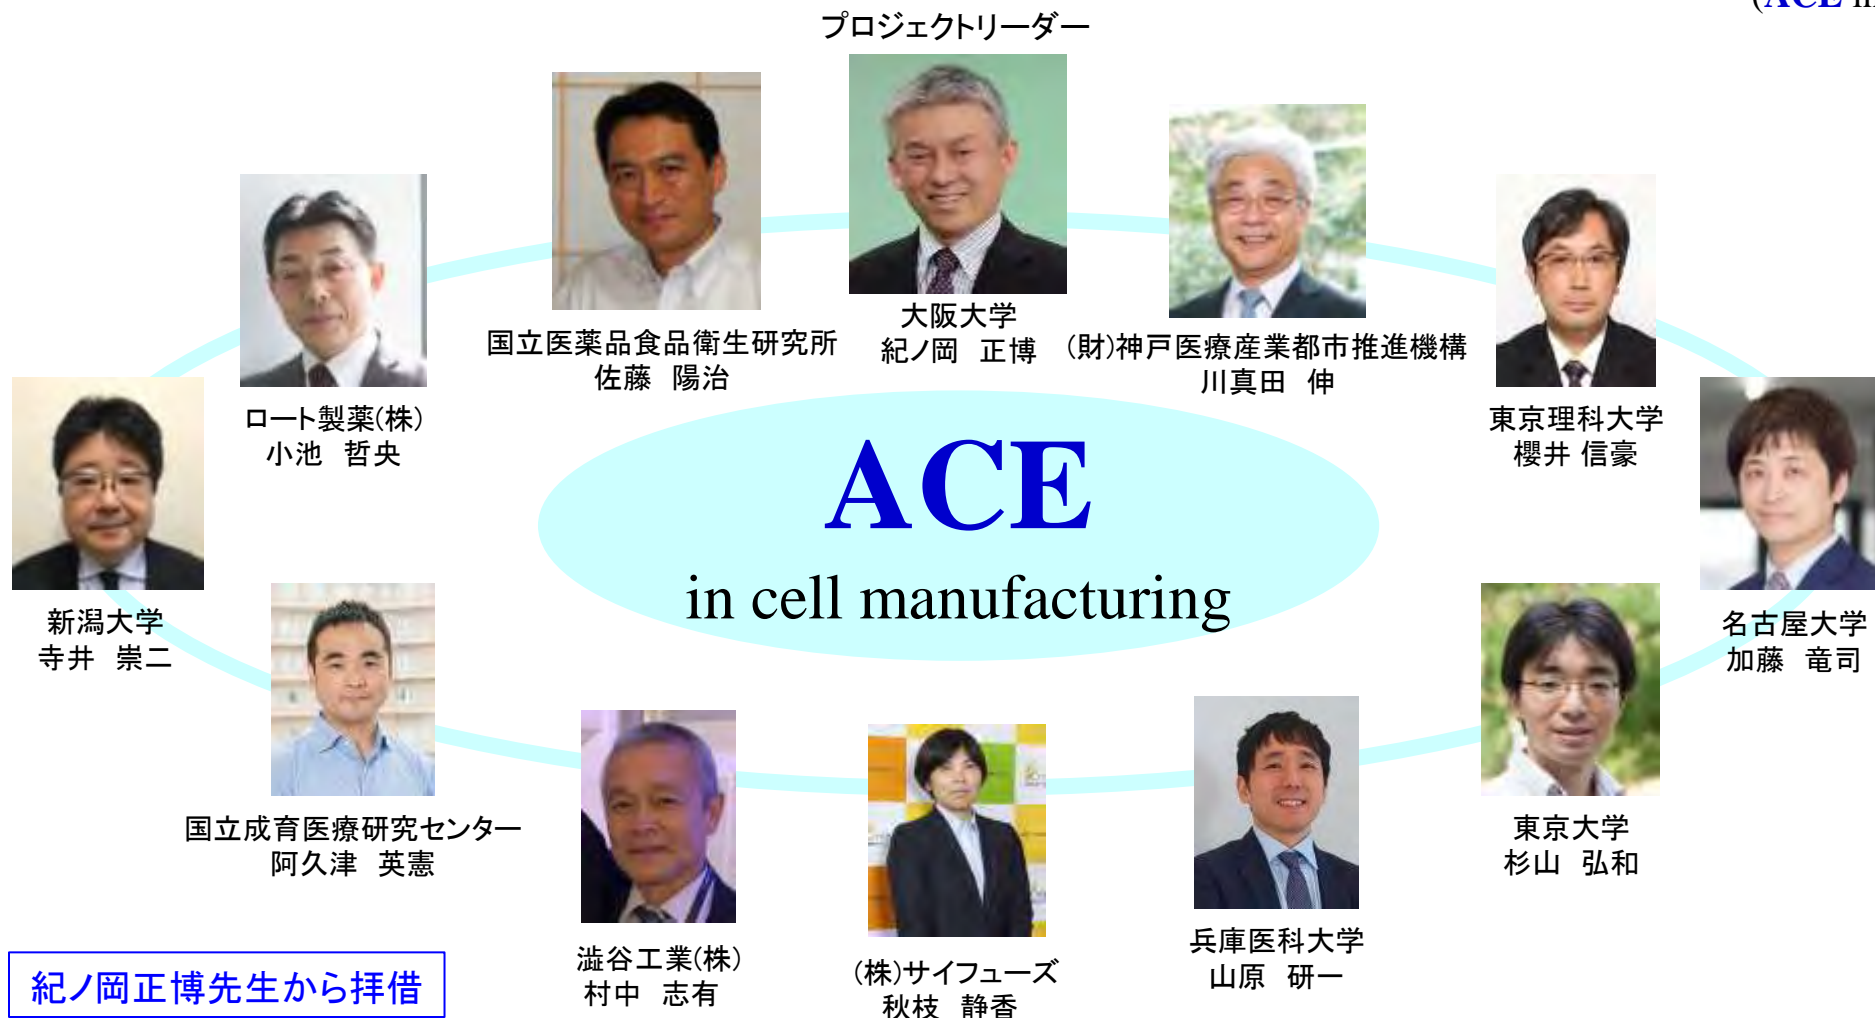 (ACE in
プロジェクトリーダー
大阪大学
紀ノ岡 正博
国立医薬品食品衛生研究所
佐藤 陽治
(財)神戸医療産業都市推進機構
川真田 伸
ロート製薬(株)
小池 哲央
東京理科大学
櫻井 信豪
新潟大学
寺井 崇二
ACE
in cell manufacturing
名古屋大学
加藤 竜司
国立成育医療研究センター
阿久津 英憲
東京大学
杉山 弘和
澁谷工業(株)
村中 志有
(株)サイフューズ
秋枝 静香
兵庫医科大学
山原 研一
紀ノ岡正博先生から拝借